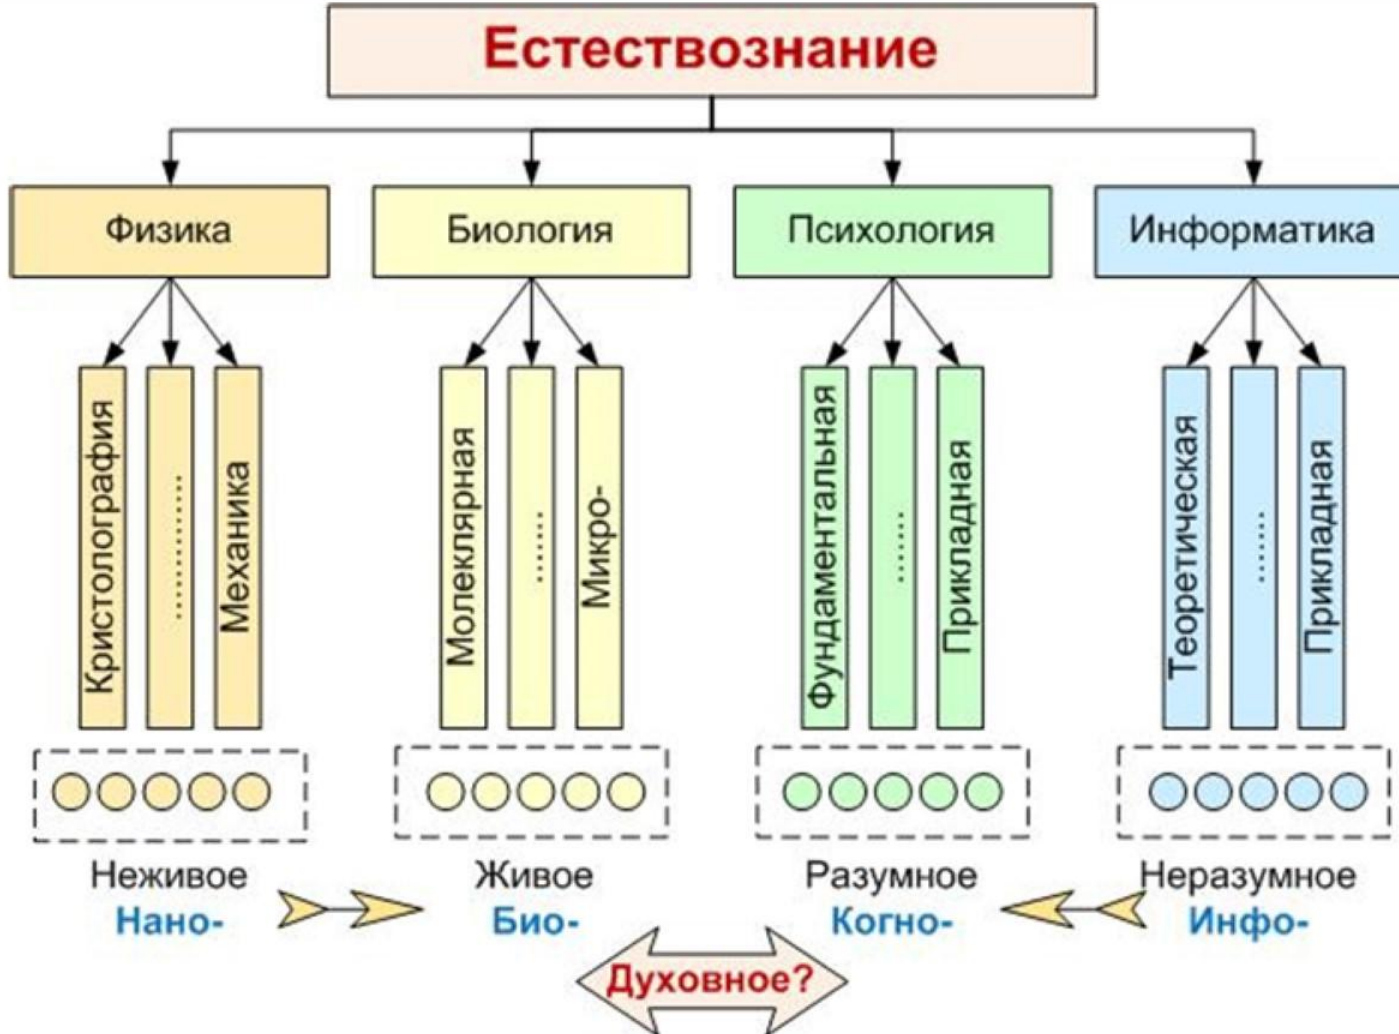 Естествознание
Физика
Биология
Психология
Информатика
Кристолография
............
Механика
Молеклярная
.......
Микро-
Фундаментальная
.......
Прикладная
Теоретическая
.......
Прикладная
Неживое
Нано-
Живое
Био-
Разумное
Когно-
Неразумное
Инфо-
Духовное?